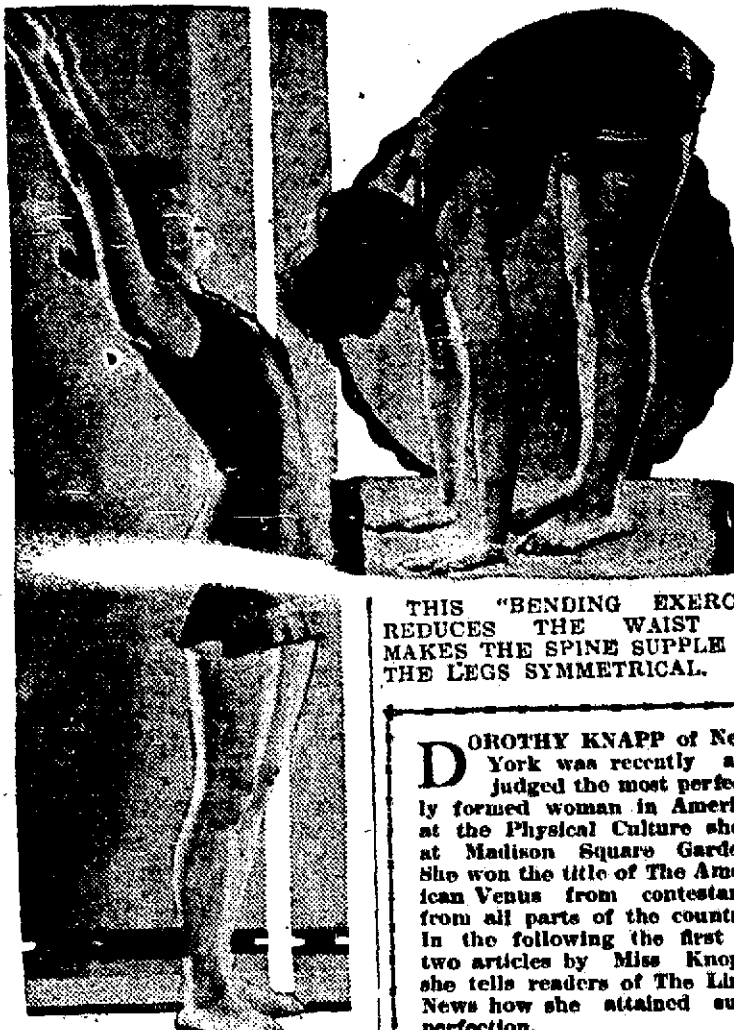 THIS "BENDING EXERC
REDUCES THE WAIST
MAKES THE SPINE SUPPLE
THE LEGS SYMMETRICAL.
DOROTHY KNAPP of Ne
York was recently a
judged the most perfec
ly formed woman in Ameri
at the Physical Culture sho
at Madison Square Garde
She won the title of The Ame
ican Venus from contestan
from all parts of the countr
In the following the first
two articles by Miss Knop
she tells readers of The Lim
News how she attained su
perfection.